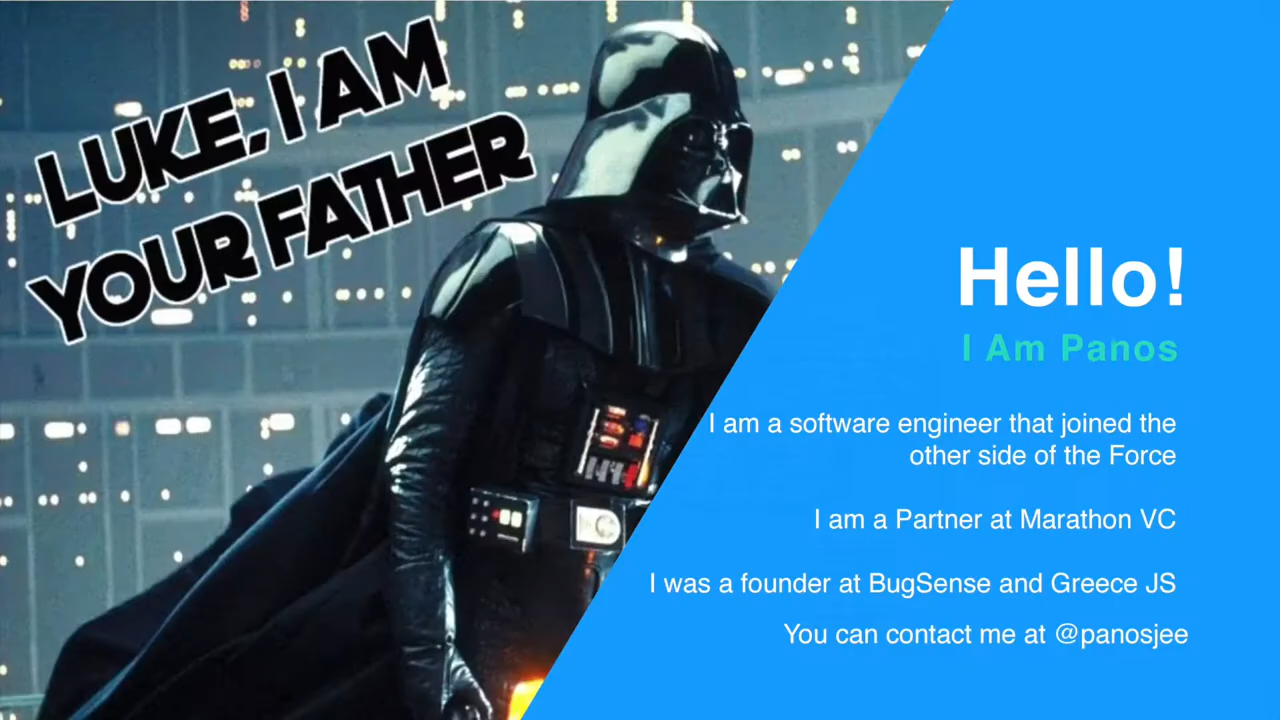 LUKE, I AM
YOUR FATHER
Hello!
I Am Panos
I am a software engineer that joined the
other side of the Force
I am a Partner at Marathon VC
I was a founder at BugSense and Greece JS
You can contact me at @panosjee